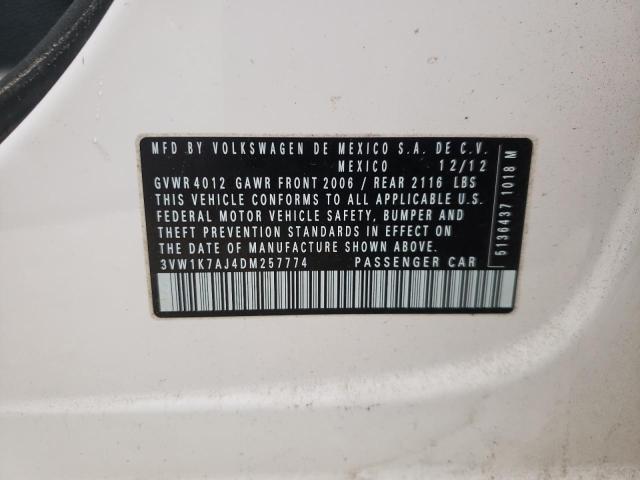 MFD BY VOLKSWAGEN DE MEXICO S.A. DE C.V.
MEXICO 12/12
GVWR 4012 GAWR FRONT 2006 / REAR 2116 LBS
THIS VEHICLE CONFORMS TO ALL APPLICABLE U.S.
FEDERAL MOTOR VEHICLE SAFETY, BUMPER AND
THEFT PREVENTION STANDARDS IN EFFECT ON
THE DATE OF MANUFACTURE SHOWN ABOVE.
3VW1K7AJ4DM257774 PASSENGER CAR
5136437 1018 M